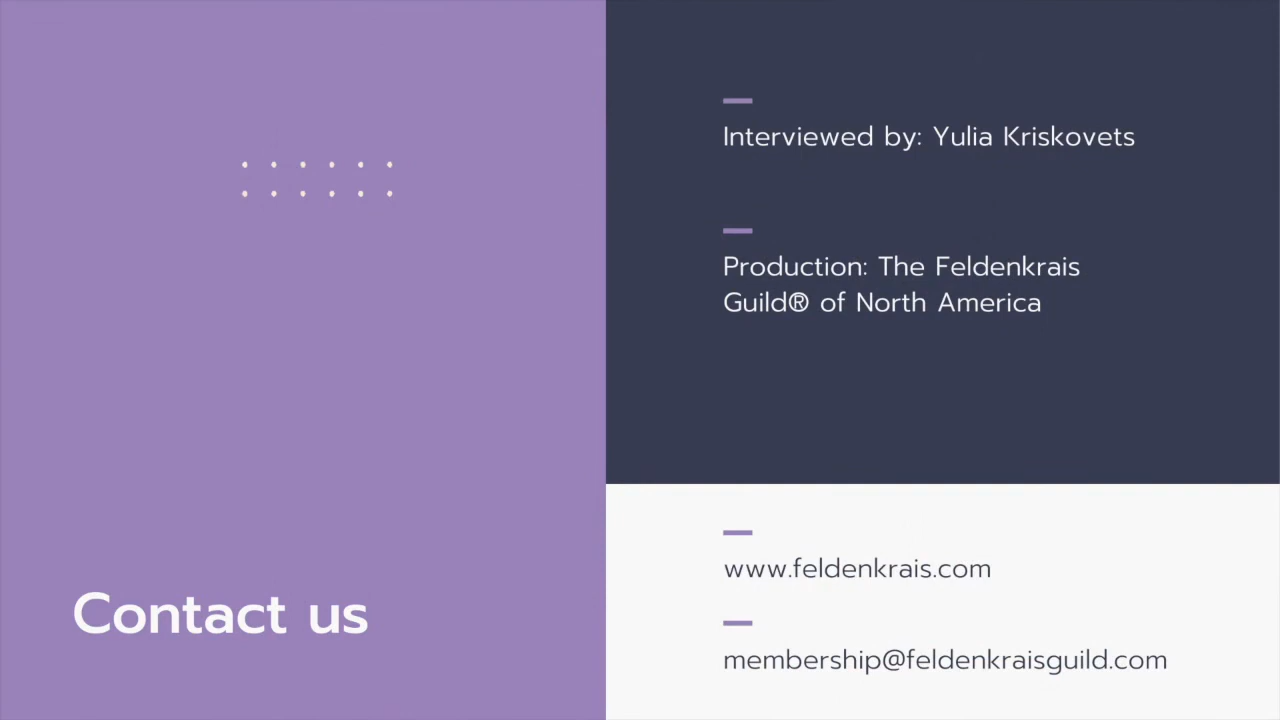 Interviewed by: Yulia Kriskovets
Production: The Feldenkrais
Guild® of North America
Contact us
www.feldenkrais.com
membership@feldenkraisguild.com